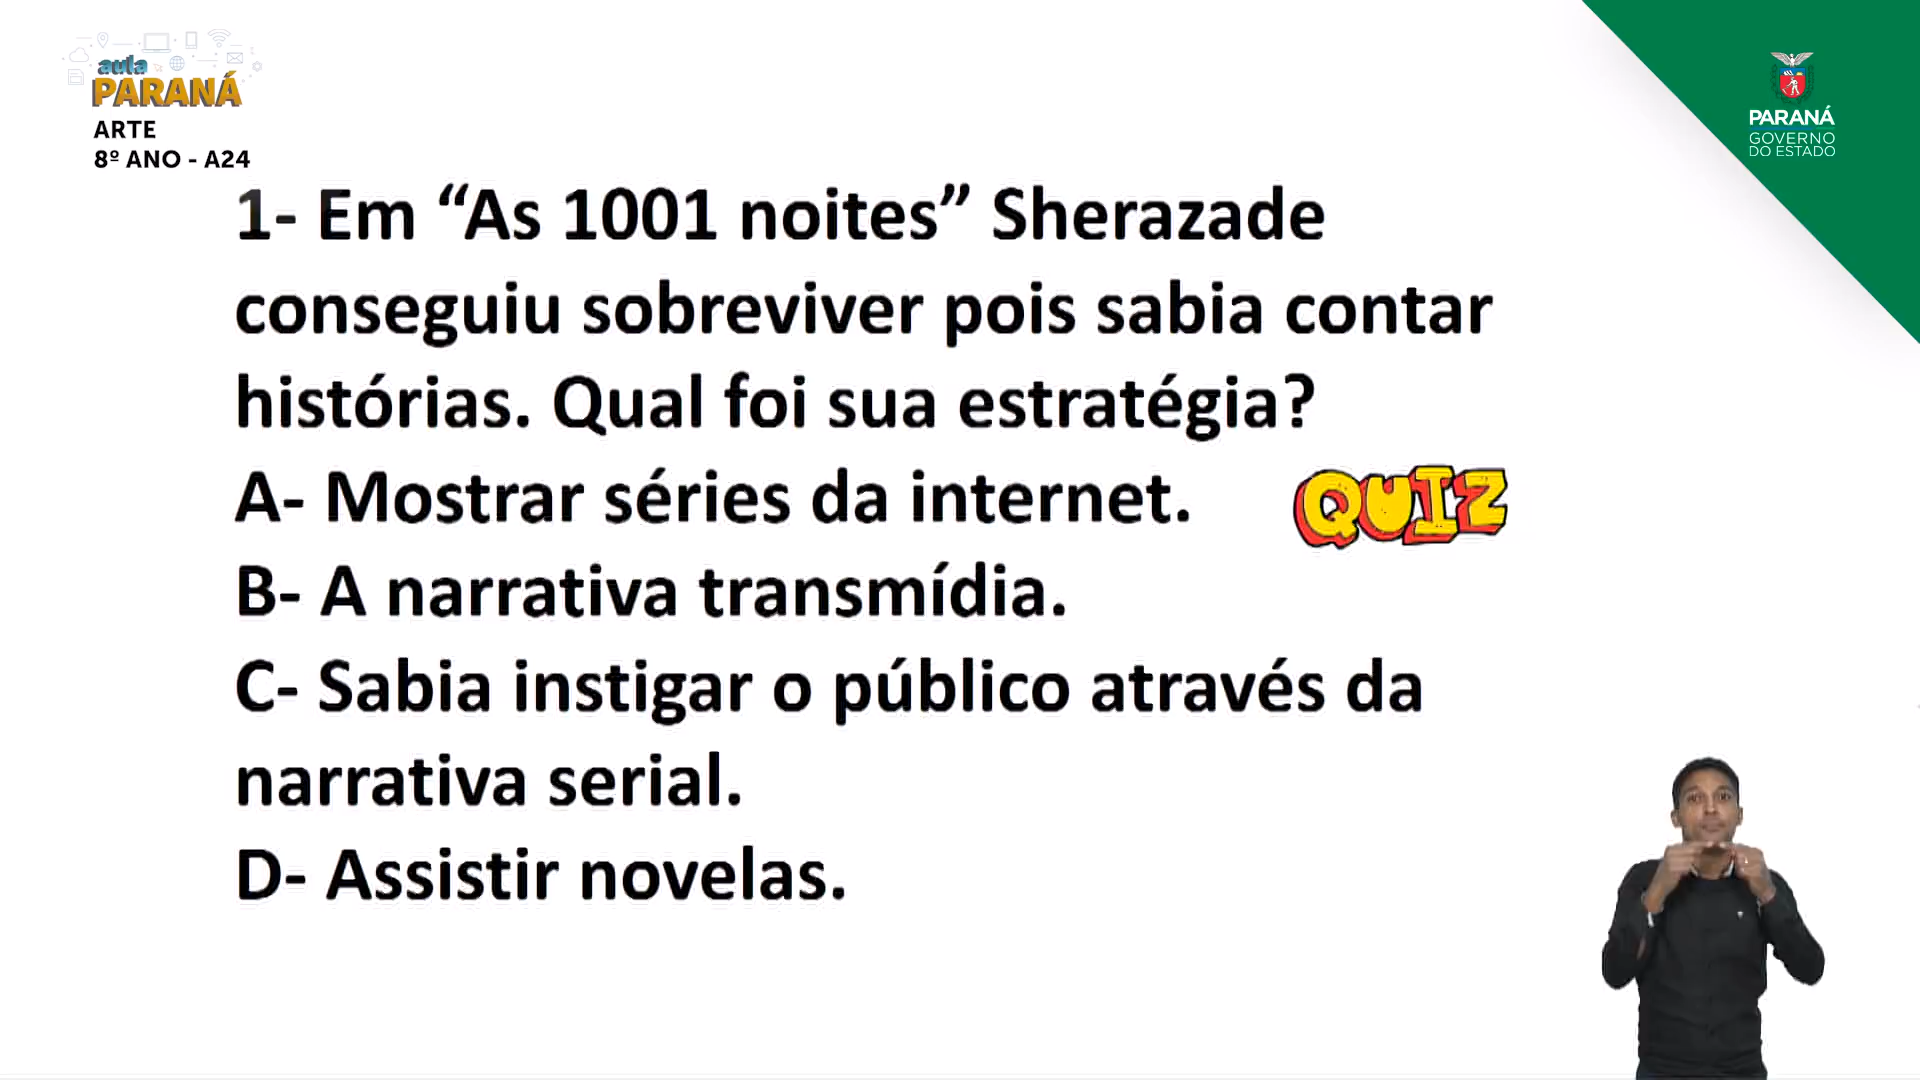 aula
PARANÁ
ARTE
8º ANO - A24
PARANÁ
GOVERNO
DO ESTADO
1- Em “As 1001 noites” Sherazade
conseguiu sobreviver pois sabia contar
histórias. Qual foi sua estratégia?
A- Mostrar séries da internet.
QUIZ
B- A narrativa transmídia.
C- Sabia instigar o público através da
narrativa serial.
D- Assistir novelas.